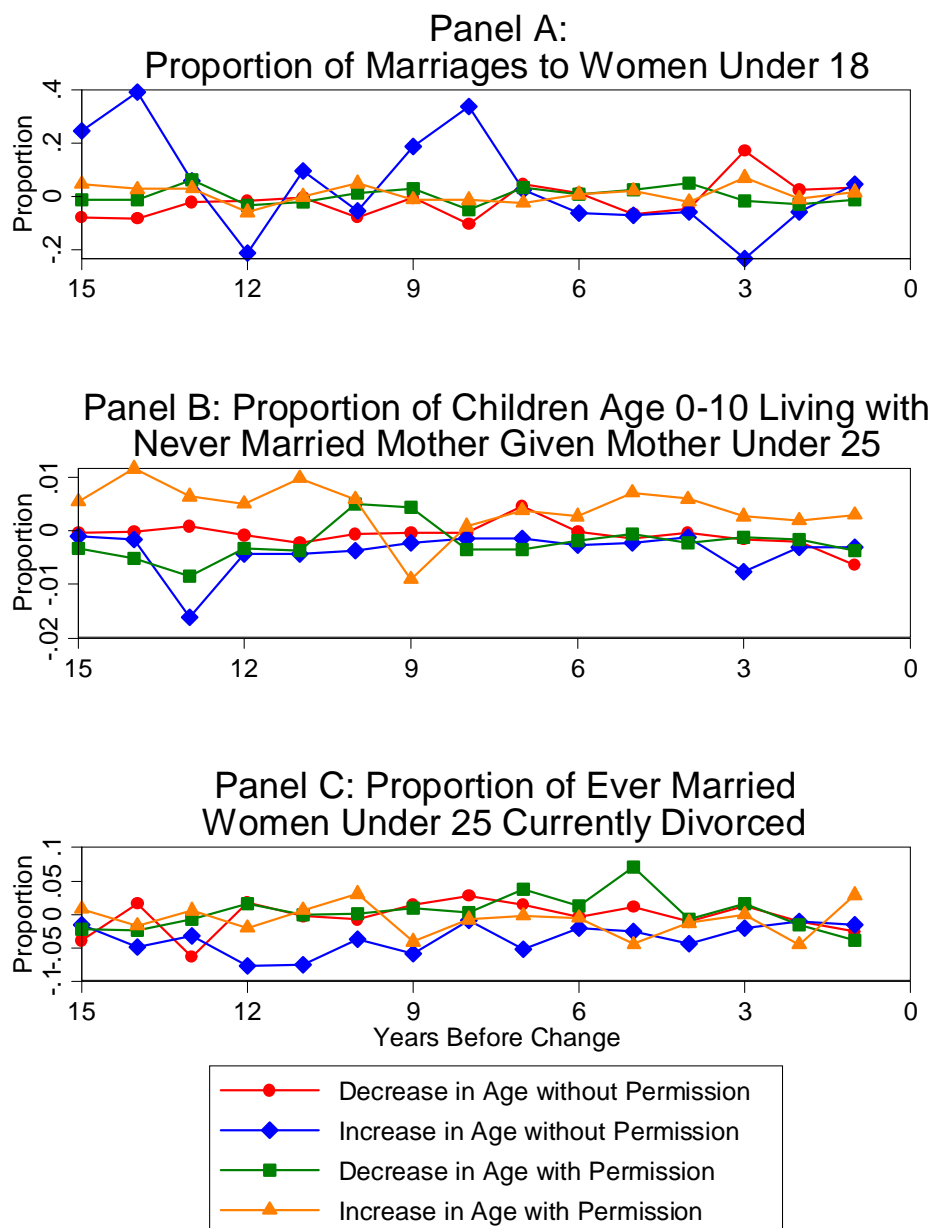 Panel A:
Proportion of Marriages to Women Under 18
Proportion
.4
.2
0
-.2
15 12 9 6 3 0
Panel B: Proportion of Children Age 0-10 Living with
Never Married Mother Given Mother Under 25
Proportion
.01
0
-.01
-.02
15 12 9 6 3 0
Panel C: Proportion of Ever Married
Women Under 25 Currently Divorced
Proportion
.1
.05
0
-.05
-.1
15 12 9 6 3 0
Years Before Change
Decrease in Age without Permission
Increase in Age without Permission
Decrease in Age with Permission
Increase in Age with Permission